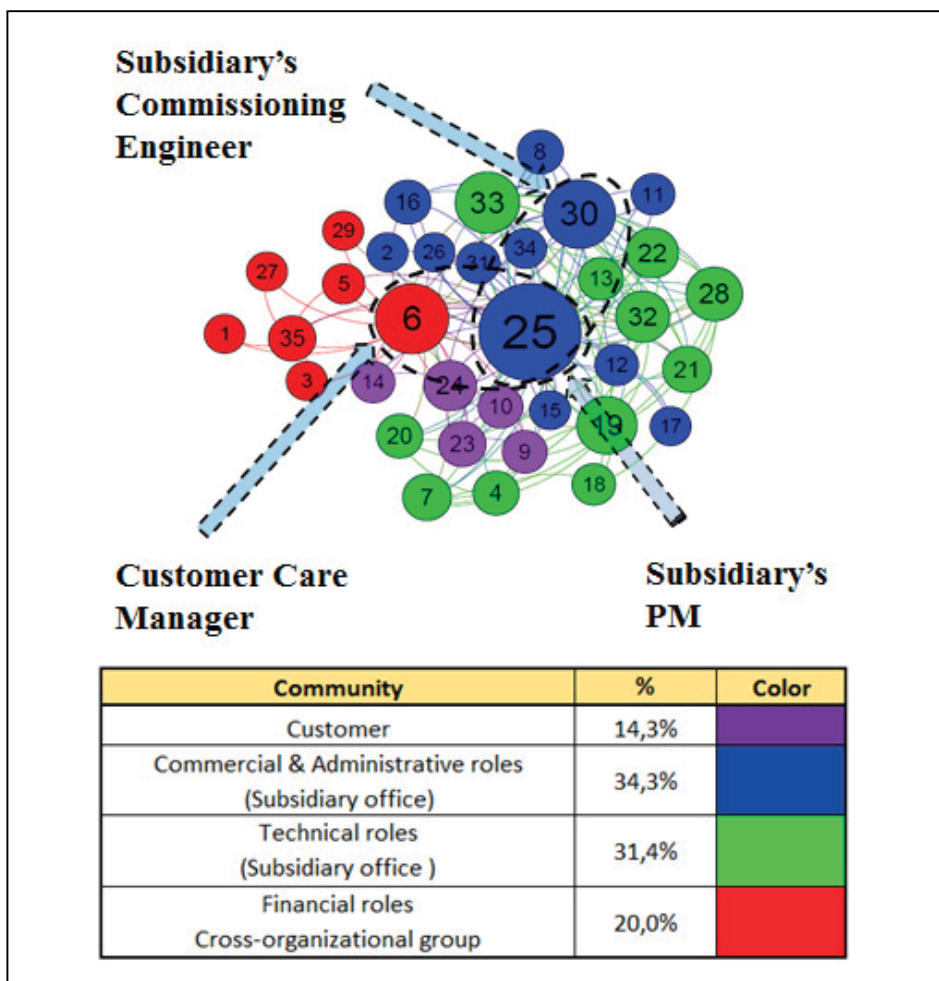 Subsidiary's
Commissioning
Engineer
8
16
33
30
11
29
2
26
31
34
22
27
5
13
28
6
25
32
1
35
12
21
3
14
24
10
15
19
17
20
23
9
7
4
18
Customer Care
Manager
Subsidiary's
PM
Community % Color
Customer 14,3%
Commercial & Administrative roles
(Subsidiary office) 34,3%
Technical roles
(Subsidiary office ) 31,4%
Financial roles
Cross-organizational group 20,0%